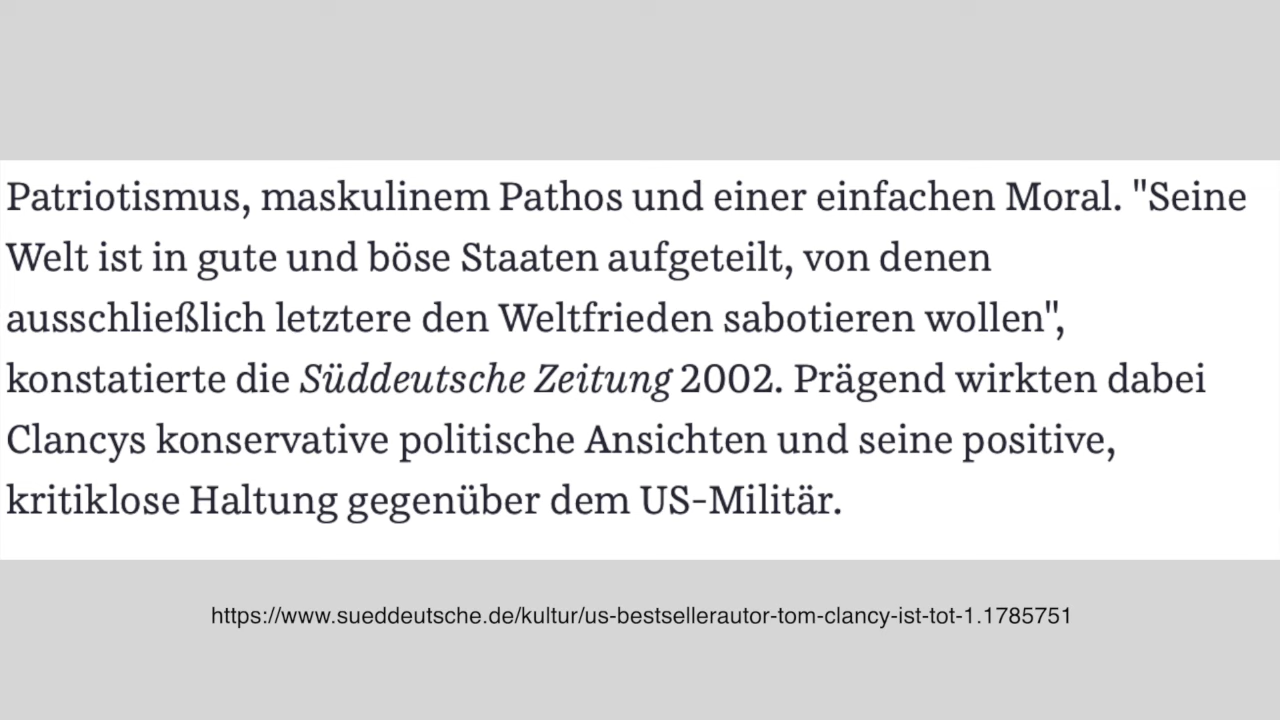 Patriotismus, maskulinem Pathos und einer einfachen Moral. "Seine
Welt ist in gute und böse Staaten aufgeteilt, von denen
ausschließlich letztere den Weltfrieden sabotieren wollen",
konstatierte die Süddeutsche Zeitung 2002. Prägend wirkten dabei
Clancys konservative politische Ansichten und seine positive,
kritiklose Haltung gegenüber dem US-Militär.
https://www.sueddeutsche.de/kultur/us-bestsellerautor-tom-clancy-ist-tot-1.1785751